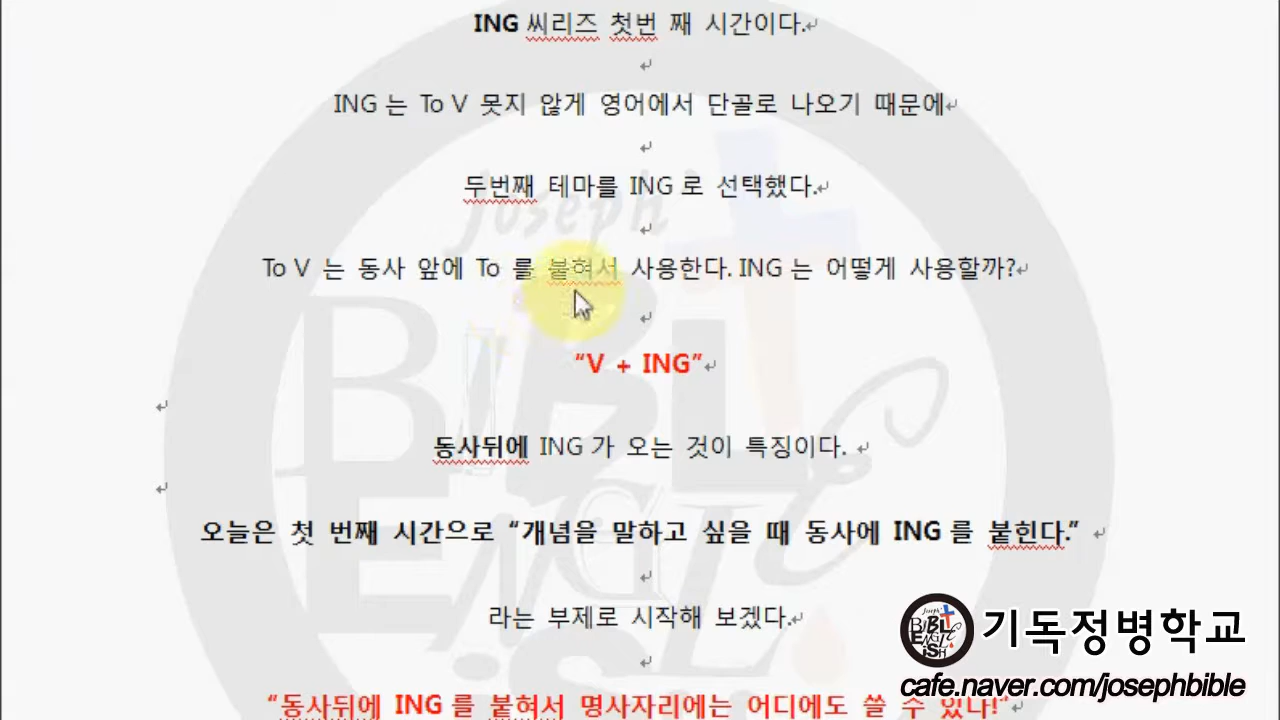 ING 씨리즈 첫번 째 시간이다.
ING 는 To V 못지 않게 영어에서 단골로 나오기 때문에
두번째 테마를 ING 로 선택했다.
To V 는 동사 앞에 To 를 붙혀서 사용한다. ING 는 어떻게 사용할까?
“V + ING”
동사뒤에 ING 가 오는 것이 특징이다.
오늘은 첫 번째 시간으로 “개념을 말하고 싶을 때 동사에 ING 를 붙힌다.”
라는 부제로 시작해 보겠다.
“동사뒤에 ING 를 붙혀서 명사자리에는 어디에도 쓸 수 있다!”
Joseph'
BIBLE
ENGLISH
Joseph'
BIBLE
ENGLISH
기독정병학교
cafe.naver.com/josephbible